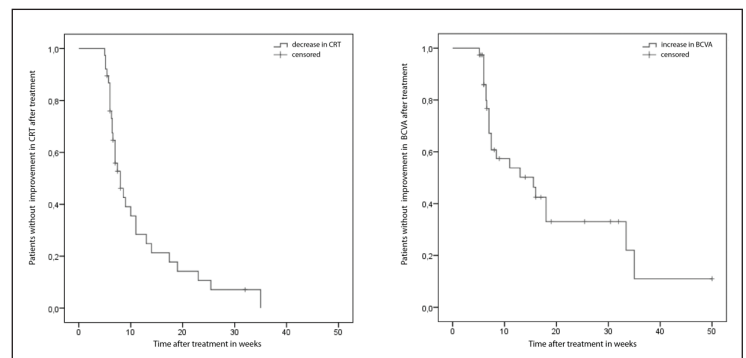 decrease in CRT
censored
1,0
0,8
0,6
0,4
0,2
0,0
Patients without improvement in CRT after treatment
0 10 20 30 40 50
Time after treatment in weeks
increase in BCVA
censored
1,0
0,8
0,6
0,4
0,2
0,0
Patients without improvement in BCVA after treatment
0 10 20 30 40 50
Time after treatment in weeks